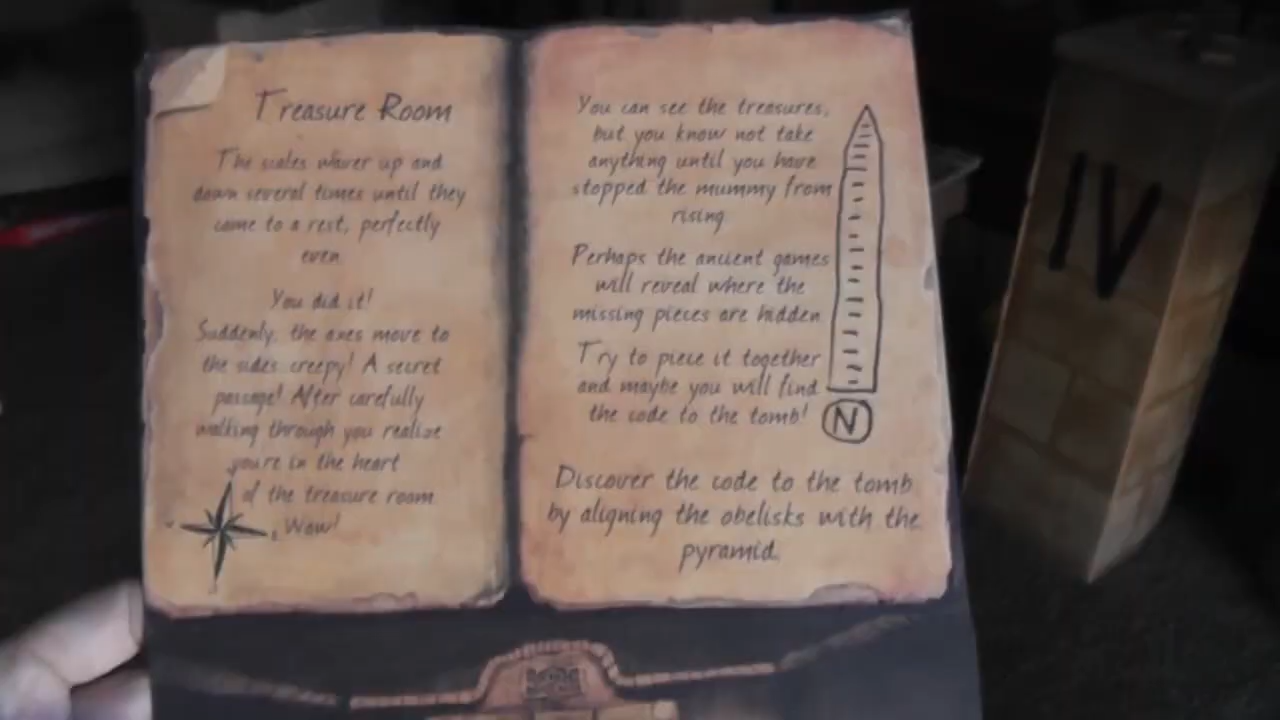 Treasure Room
The scales waver up and
down several times until they
come to a rest, perfectly
even.
You did it!
Suddenly, the axes move to
the sides, creepy! A secret
passage! After carefully
walking through you realize
you're in the heart
of the treasure room.
Wow!
You can see the treasures,
but you know not take
anything until you have
stopped the mummy from
rising.
Perhaps the ancient games
will reveal where the
missing pieces are hidden.
Try to piece it together
and maybe you will find
the code to the tomb!
N
Discover the code to the tomb
by aligning the obelisks with the
pyramid.
IV